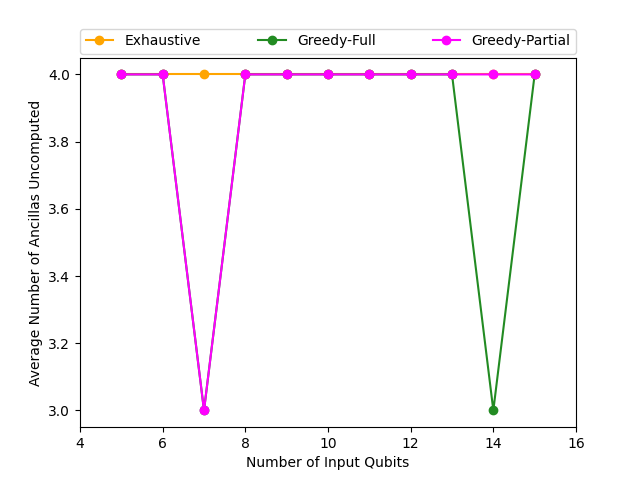 Exhaustive Greedy-Full Greedy-Partial
4.0
3.8
3.6
3.4
3.2
3.0
Average Number of Ancillas Uncomputed
4 6 8 10 12 14 16
Number of Input Qubits